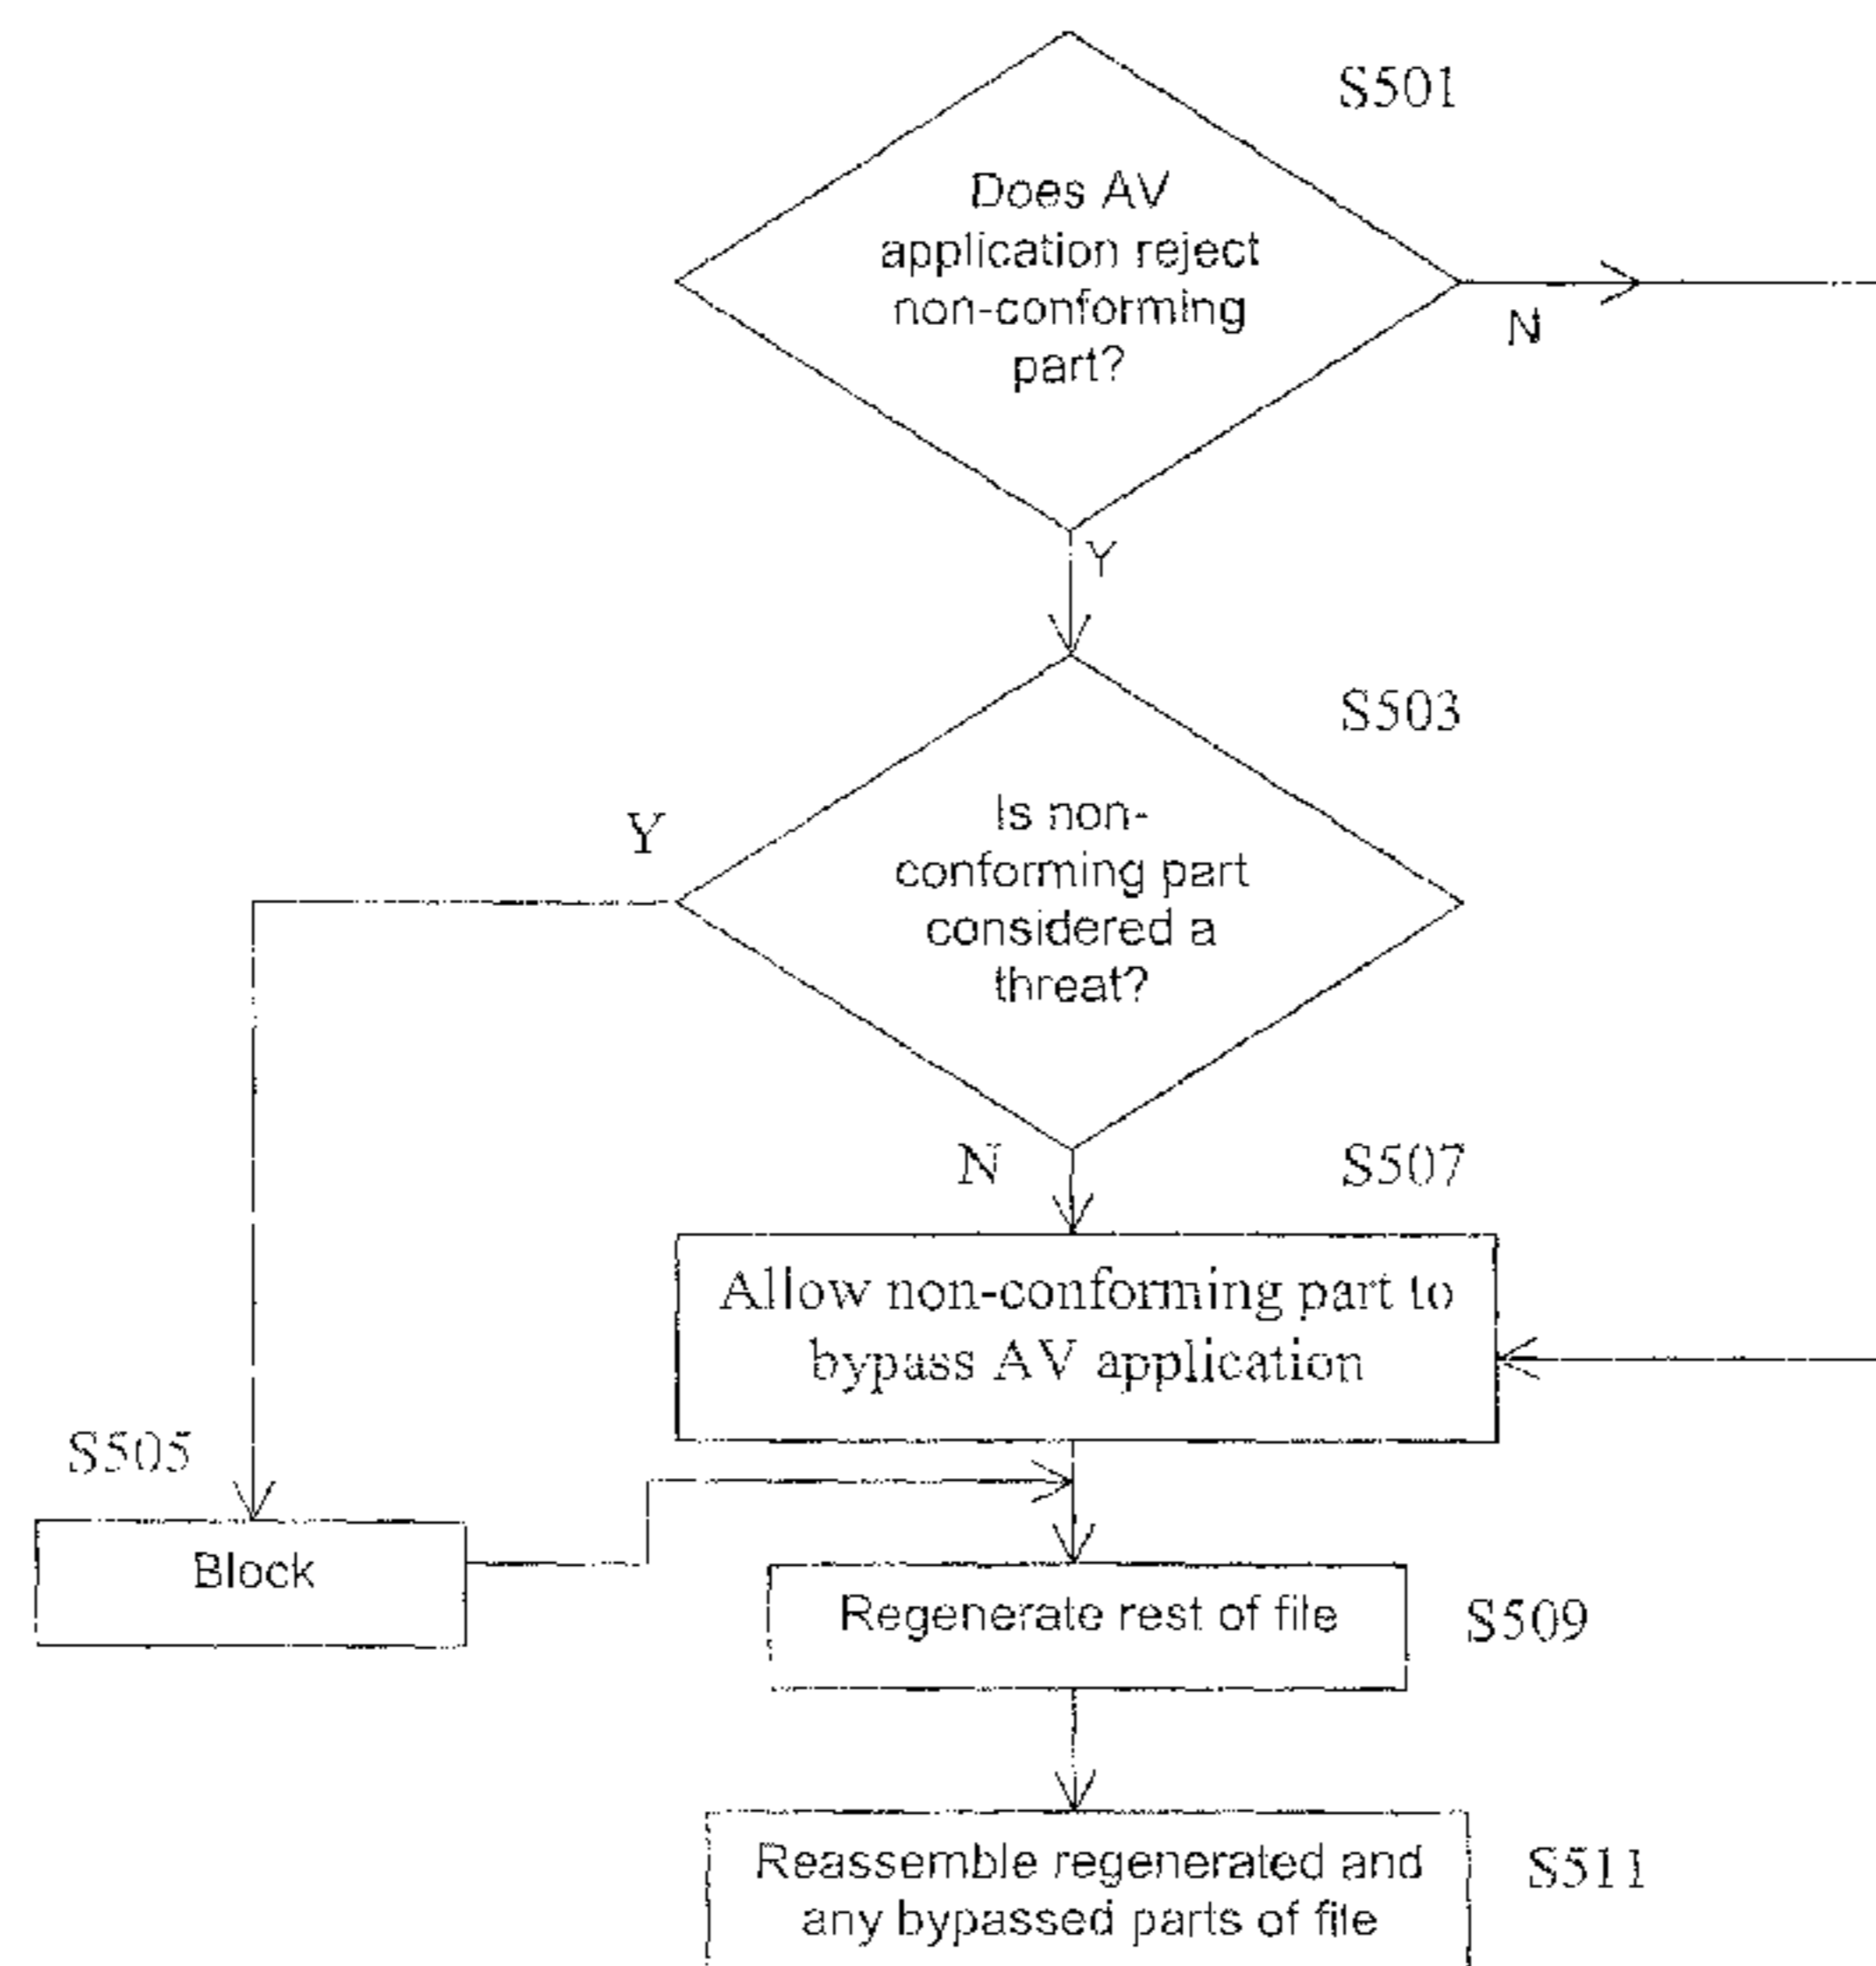 S501
Does AV
application reject
non-conforming
part?
N
Y
S503
Is non-
conforming part
considered a
threat?
Y
N
S507
Allow non-conforming part to
bypass AV application
S505
Block
Regenerate rest of file
S509
Reassemble regenerated and
any bypassed parts of file
S511